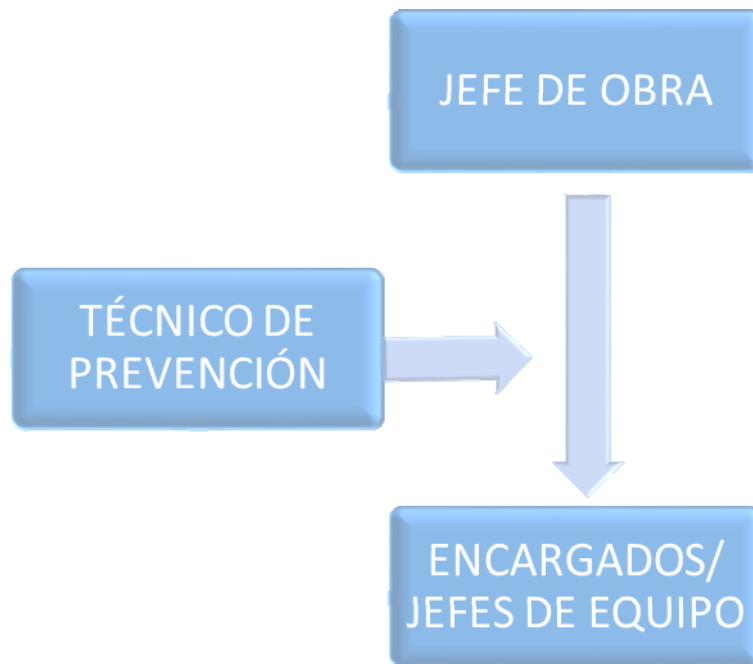 JEFE DE OBRA
TÉCNICO DE
PREVENCIÓN
ENCARGADOS/
JEFES DE EQUIPO